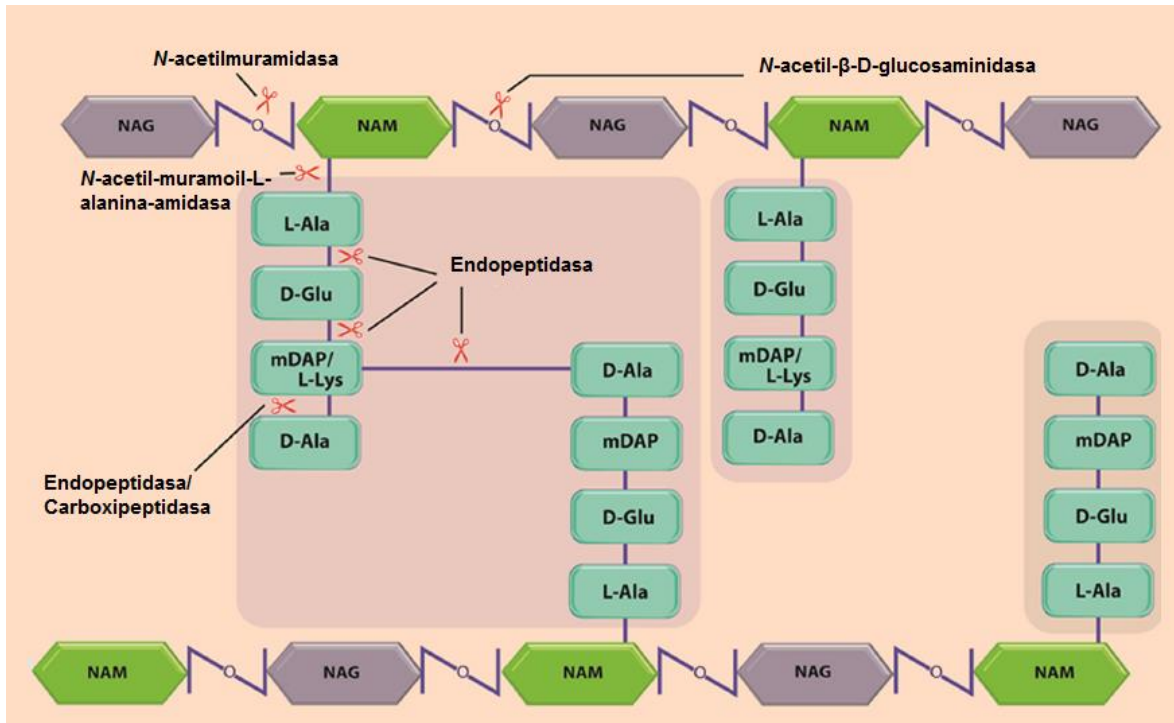 N-acetilmuramidasa
N-acetil-β-D-glucosaminidasa
NAG
O
NAM
O
NAG
O
NAM
O
NAG
N-acetil-muramoil-L-
alanina-amidasa
L-Ala
D-Glu
mDAP/
L-Lys
D-Ala
Endopeptidasa
Endopeptidasa/
Carboxipeptidasa
D-Ala
mDAP
D-Glu
L-Ala
L-Ala
D-Glu
mDAP/
L-Lys
D-Ala
D-Ala
mDAP
D-Glu
L-Ala
NAM
O
NAG
O
NAM
O
NAG
O
NAM